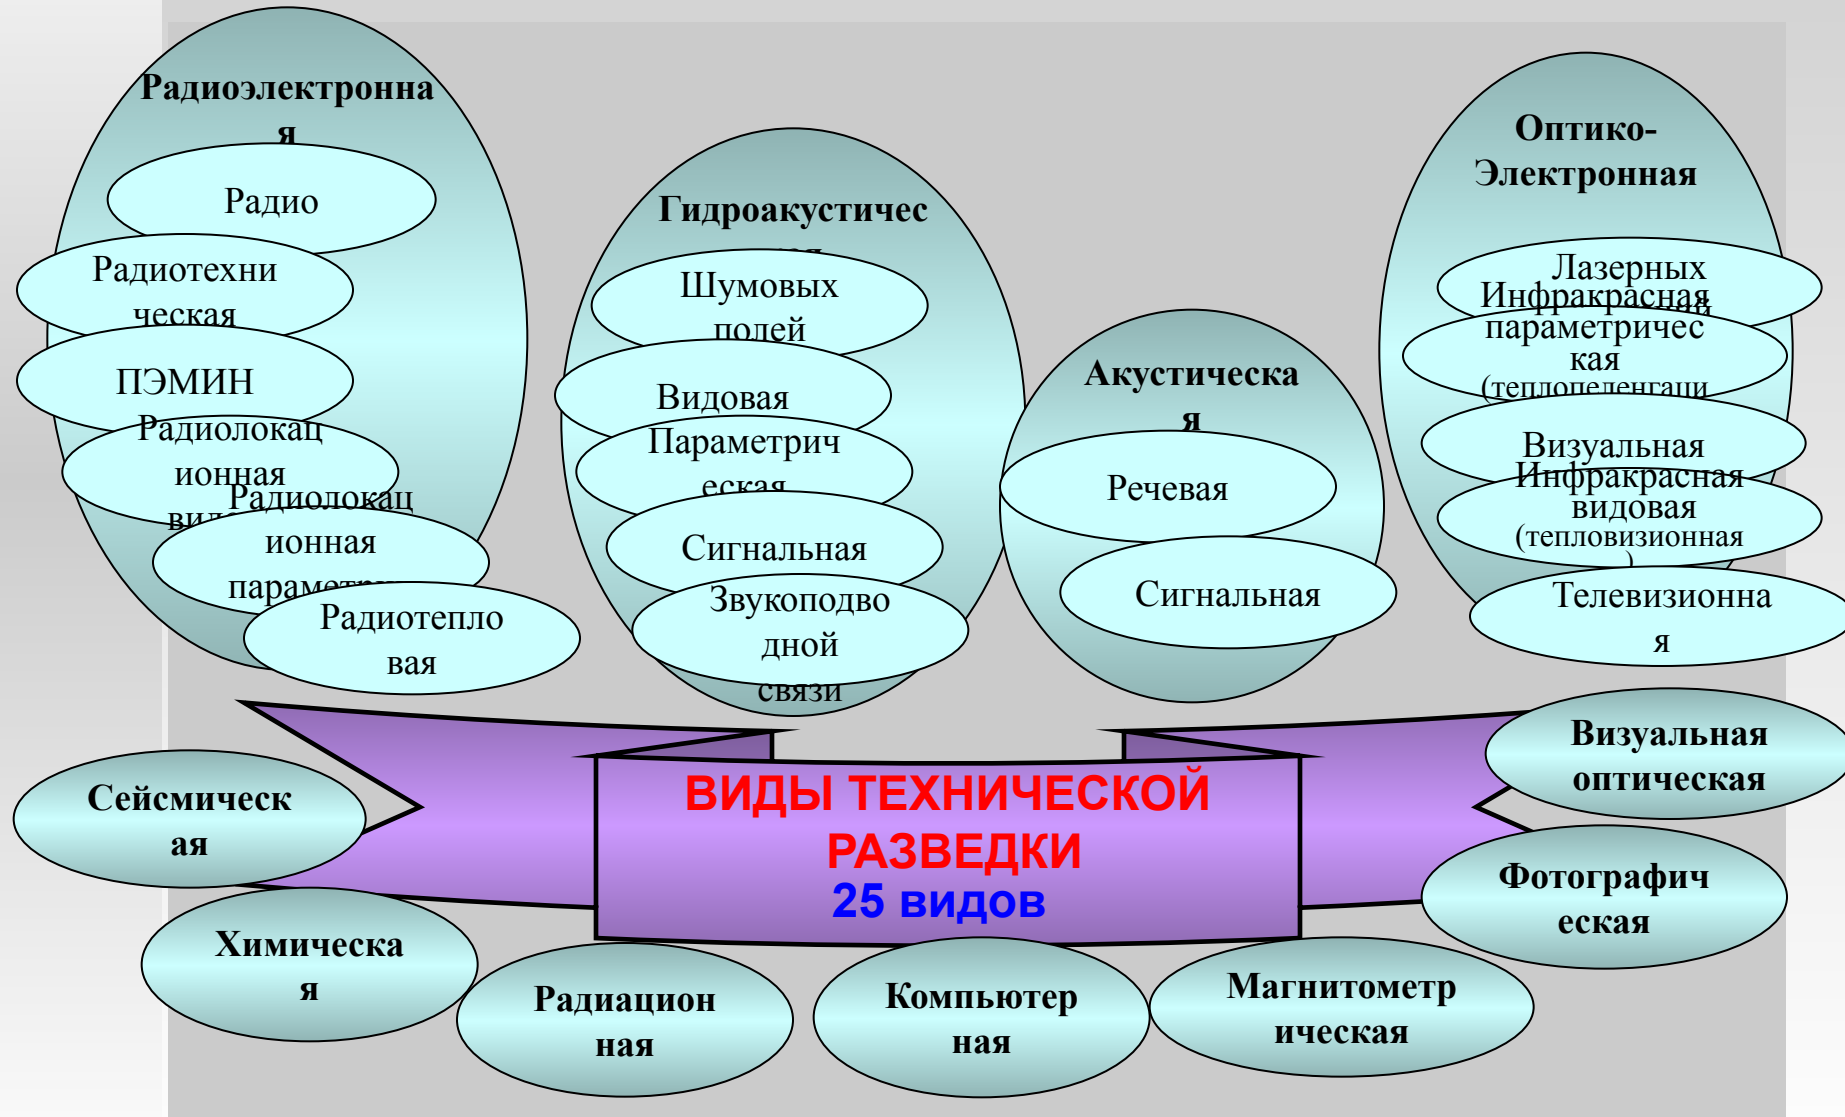 Радиоэлектронна
я
Радио
Радиотехни
ческая
ПЭМИН
Радиолокац
ионная
Радиолокац
ионная
Радиотепло
вая
Гидроакустичес
Шумовых
полей
Видовая
Параметрич
еская
Сигнальная
Звукоподво
дной
связи
Акустическа
я
Речевая
Сигнальная
Оптико-
Электронная
Лазерных
Инфракрасная
параметричес
кая
(теплопеленгаци
Визуальная
Инфракрасная
видовая
(тепловизионная
)
Телевизионна
я
ВИДЫ ТЕХНИЧЕСКОЙ
РАЗВЕДКИ
25 видов
Сейсмическ
ая
Химическа
я
Радиацион
ная
Компьютер
ная
Магнитометр
ическая
Фотографич
еская
Визуальная
оптическая